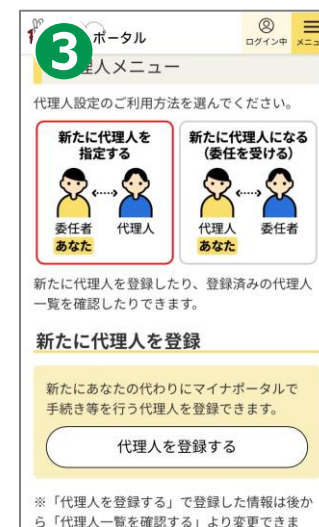 3
ポータル
ログイン中
メニュー
理人メニュー
代理人設定のご利用方法を選んでください。
新たに代理人を
指定する
委任者
代理人
あなた
新たに代理人になる
(委任を受ける)
代理人
委任者
あなた
新たに代理人を登録したり、登録済みの代理人
一覧を確認したりできます。
新たに代理人を登録
新たにあなたの代わりにマイナポータルで
手続き等を行う代理人を登録できます。
代理人を登録する
※「代理人を登録する」で登録した情報は後か
ら「代理人一覧を確認する」より変更できま